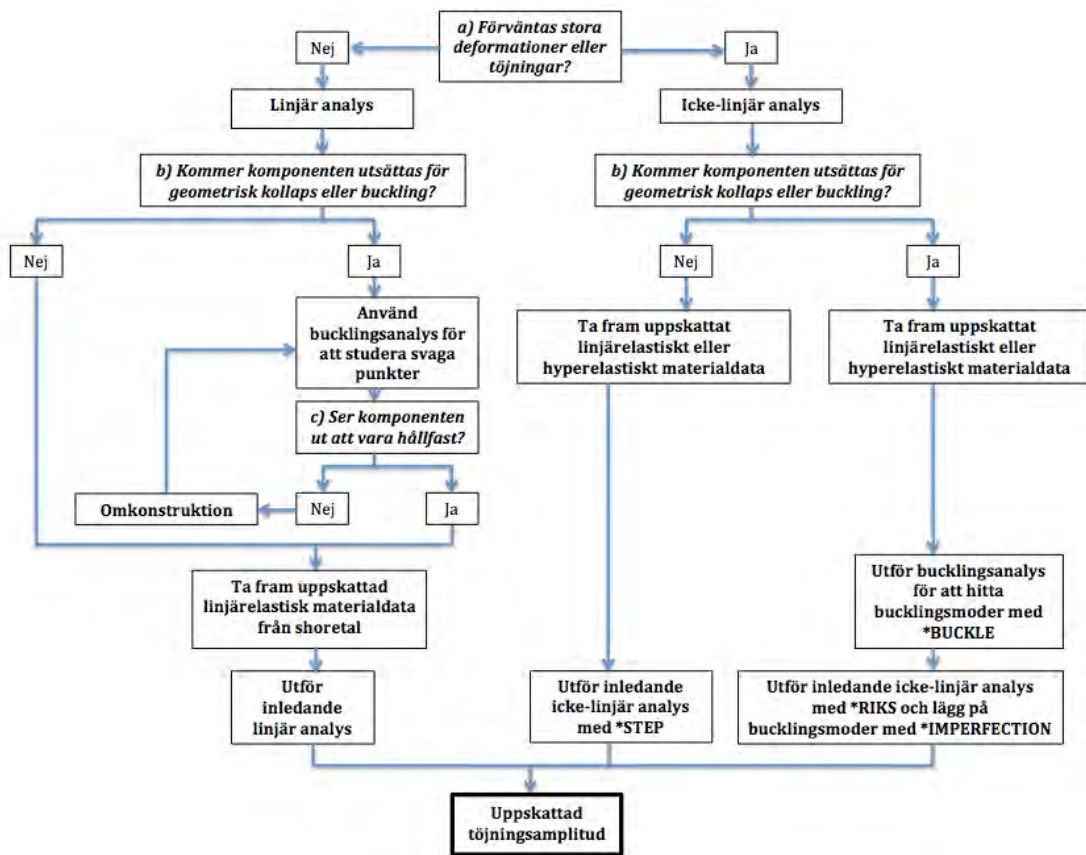 a) Förväntas stora
deformationer eller
töjningar?
Nej
Ja
Linjär analys
Icke-linjär analys
b) Kommer komponenten utsättas för
geometrisk kollaps eller buckling?
b) Kommer komponenten utsättas för
geometrisk kollaps eller buckling?
Nej
Ja
Nej
Ja
Använd
bucklingsanalys för
att studera svaga
punkter
Ta fram uppskattat
linjärelastiskt eller
hyperelastiskt materialdata
Ta fram uppskattat
linjärelastiskt eller
hyperelastiskt materialdata
c) Ser komponenten
ut att vara hållfast?
Omkonstruktion
Nej
Ja
Ta fram uppskattad
linjärelastisk materialdata
från shoretal
Utför bucklingsanalys
för att hitta
bucklingsmoder med
*BUCKLE
Utför
inledande
linjär analys
Utför inledande
icke-linjär analys
med *STEP
Utför inledande icke-linjär analys
med *RIKS och lägg på
bucklingsmoder med *IMPERFECTION
Uppskattad
töjningsamplitud